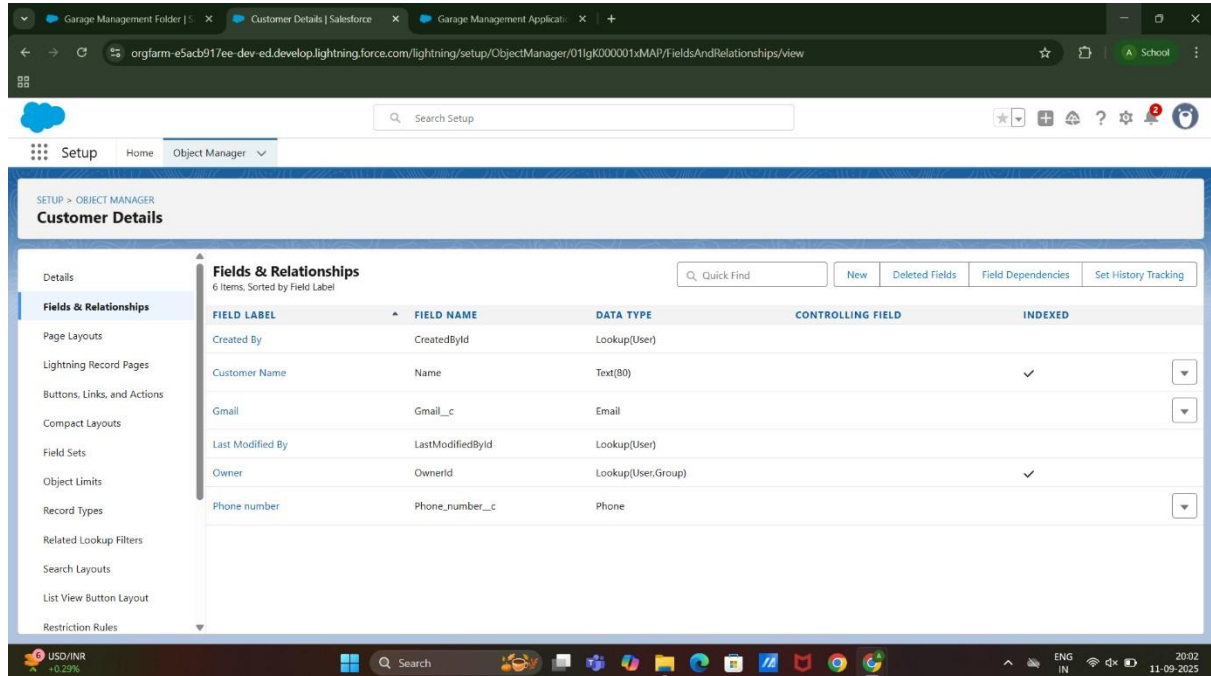 Garage Management Folder | S
Customer Details | Salesforce
Garage Management Applicati
orgfarm-e5acb917ee-dev-ed.develop.lightning.force.com/lightning/setup/ObjectManager/01IgK000001xMAP/FieldsAndRelationships/view
A School
Search Setup
2
Setup Home Object Manager
SETUP > OBJECT MANAGER
Customer Details
Details
Fields & Relationships
Page Layouts
Lightning Record Pages
Buttons, Links, and Actions
Compact Layouts
Field Sets
Object Limits
Record Types
Related Lookup Filters
Search Layouts
List View Button Layout
Restriction Rules
Fields & Relationships
6 Items, Sorted by Field Label
Quick Find New Deleted Fields Field Dependencies Set History Tracking
FIELD LABEL FIELD NAME DATA TYPE CONTROLLING FIELD INDEXED
Created By CreatedById Lookup(User)
Customer Name Name Text(80)
Gmail Gmail__c Email
Last Modified By LastModifiedById Lookup(User)
Owner OwnerId Lookup(User,Group)
Phone number Phone_number__c Phone
6 USD/INR
+0.29%
Search
ENG
IN
20:02
11-09-2025